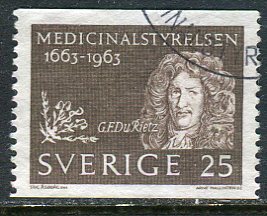 MEDICINALSTYRELSEN
1663-1963
G.F.Du Rietz
SVERIGE 25